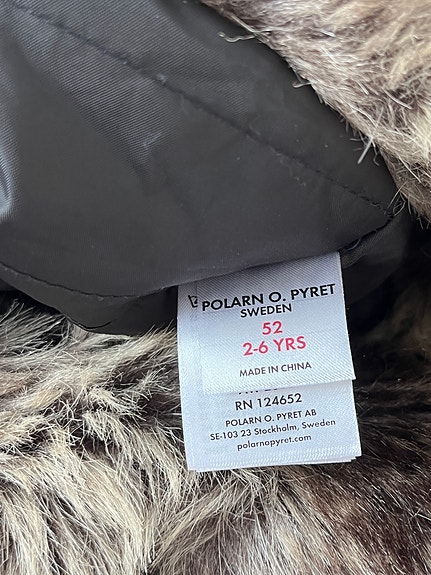 POLARN O. PYRET
SWEDEN
52
2-6 YRS
MADE IN CHINA
RN 124652
POLARN O. PYRET AB
SE-103 23 Stockholm, Sweden
polarnopyret.com